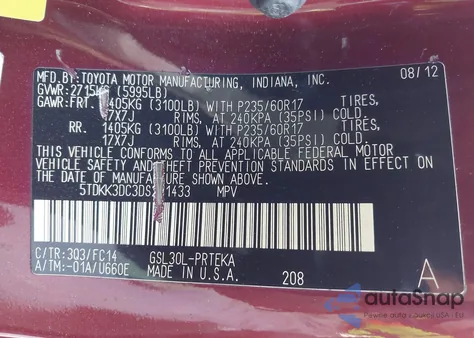 MFD.BY:TOYOTA MOTOR MANUFACTURING, INDIANA, INC.
08/12
GVWR:2715KG (5995LB)
GAWR:FRT. 1405KG (3100LB) WITH P235/60R17 TIRES,
17X7J RIMS, AT 240KPA (35PSI) COLD.
RR. 1405KG (3100LB) WITH P235/60R17 TIRES,
17X7J RIMS, AT 240KPA (35PSI) COLD.
THIS VEHICLE CONFORMS TO ALL APPLICABLE FEDERAL MOTOR
VEHICLE SAFETY AND THEFT PREVENTION STANDARDS IN EFFECT ON
THE DATE OF MANUFACTURE SHOWN ABOVE.
MPV
C/TR:303/FC14 GSL30L-PRTEKA
A/TM:-01A/U660E MADE IN U.S.A. 208 A
autoSnap